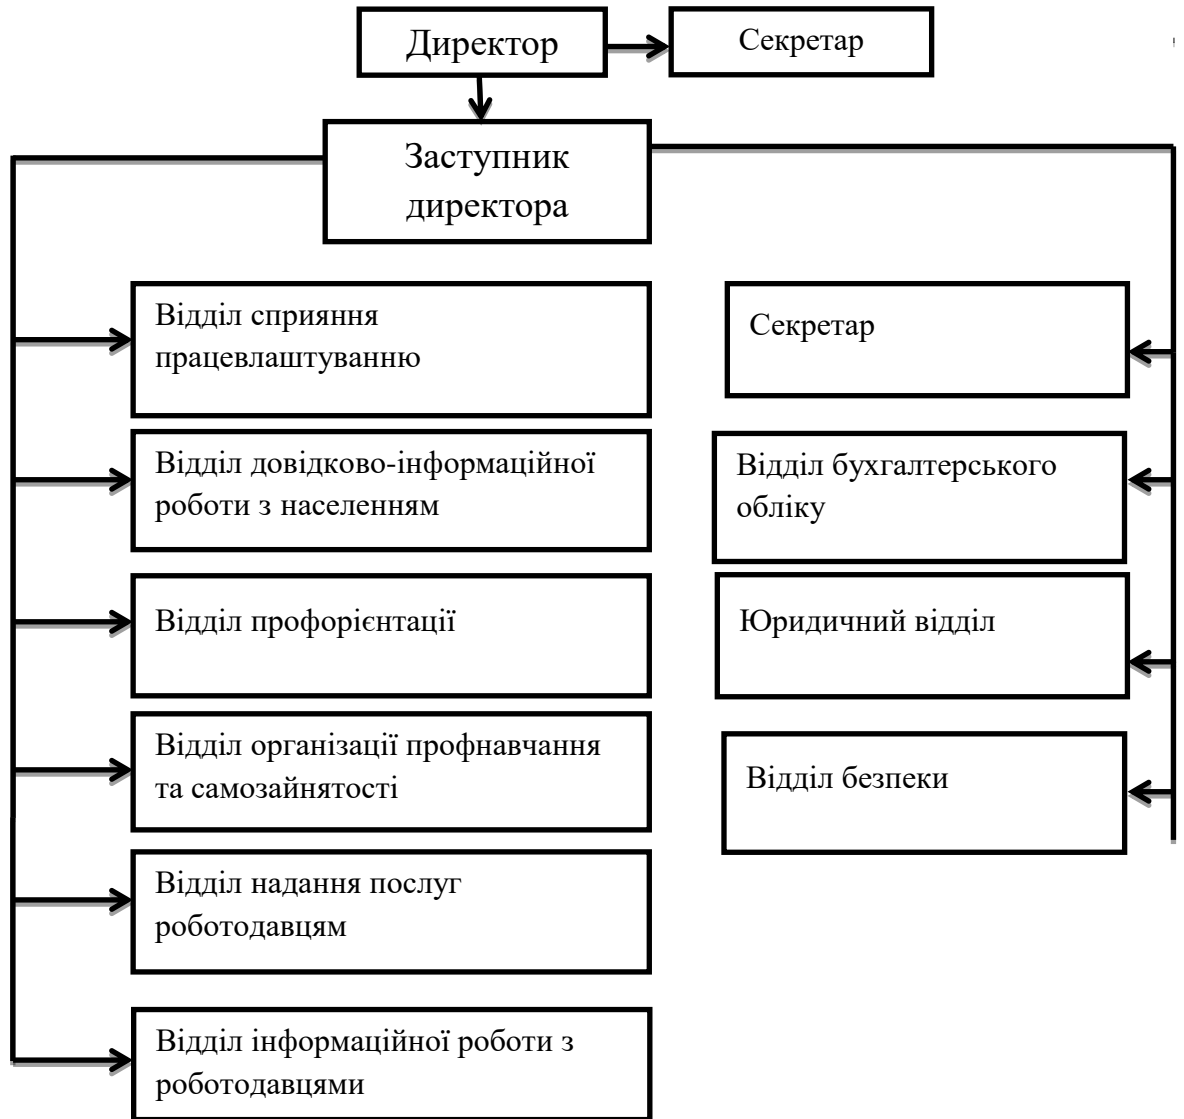 Директор
Секретар
Заступник
директора
Відділ сприяння
працевлаштуванню
Відділ довідково-інформаційної
роботи з населенням
Відділ профорієнтації
Відділ організації профнавчання
та самозайнятості
Відділ надання послуг
роботодавцям
Відділ інформаційної роботи з
роботодавцями
Секретар
Відділ бухгалтерського
обліку
Юридичний відділ
Відділ безпеки